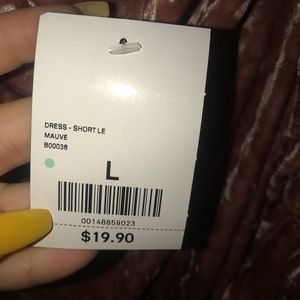 DRESS - SHORT LE
MAUVE
B00038
L
00148859023
$19.90